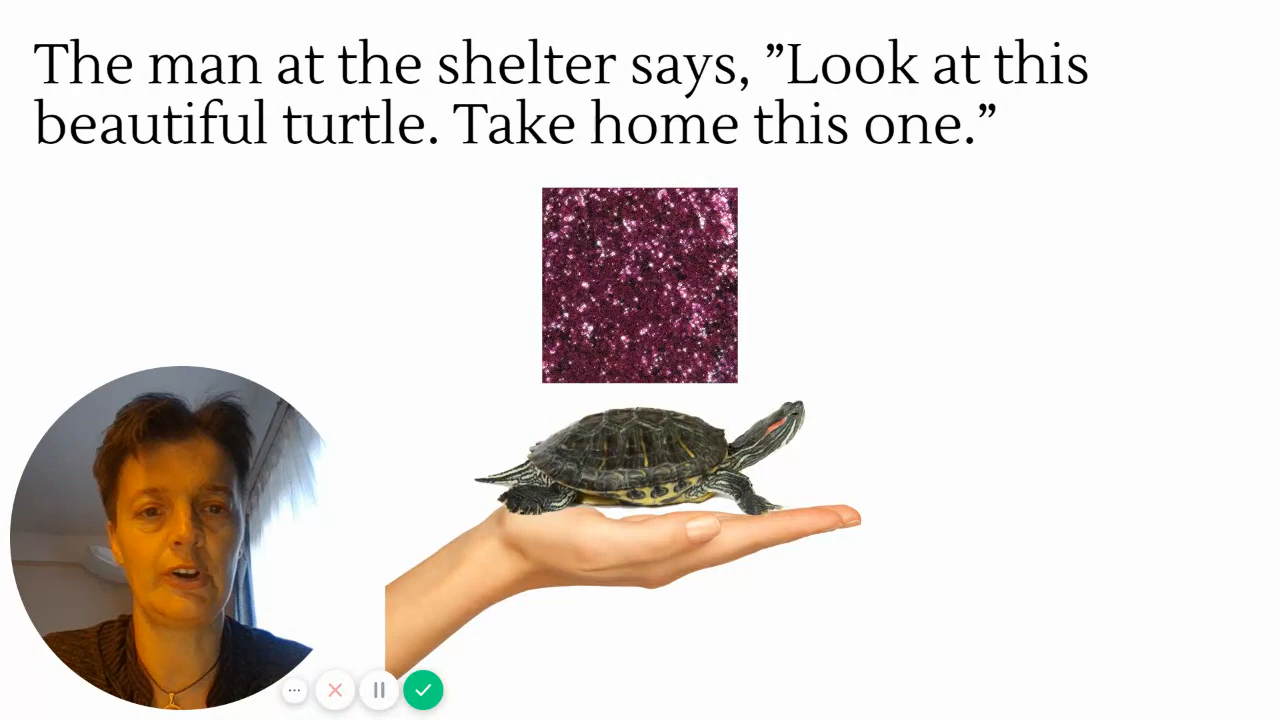 The man at the shelter says, ”Look at this
beautiful turtle. Take home this one.”